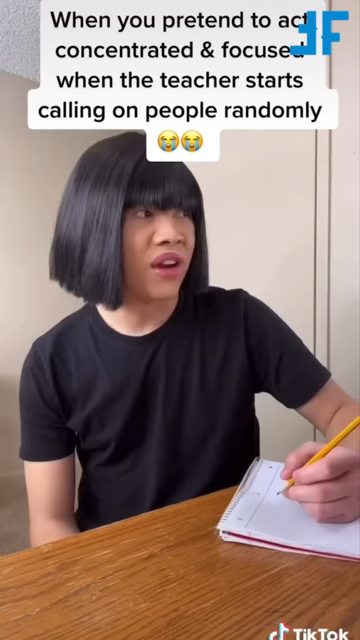 When you pretend to act
concentrated & focused
when the teacher starts
calling on people randomly
😭😭
TikTok